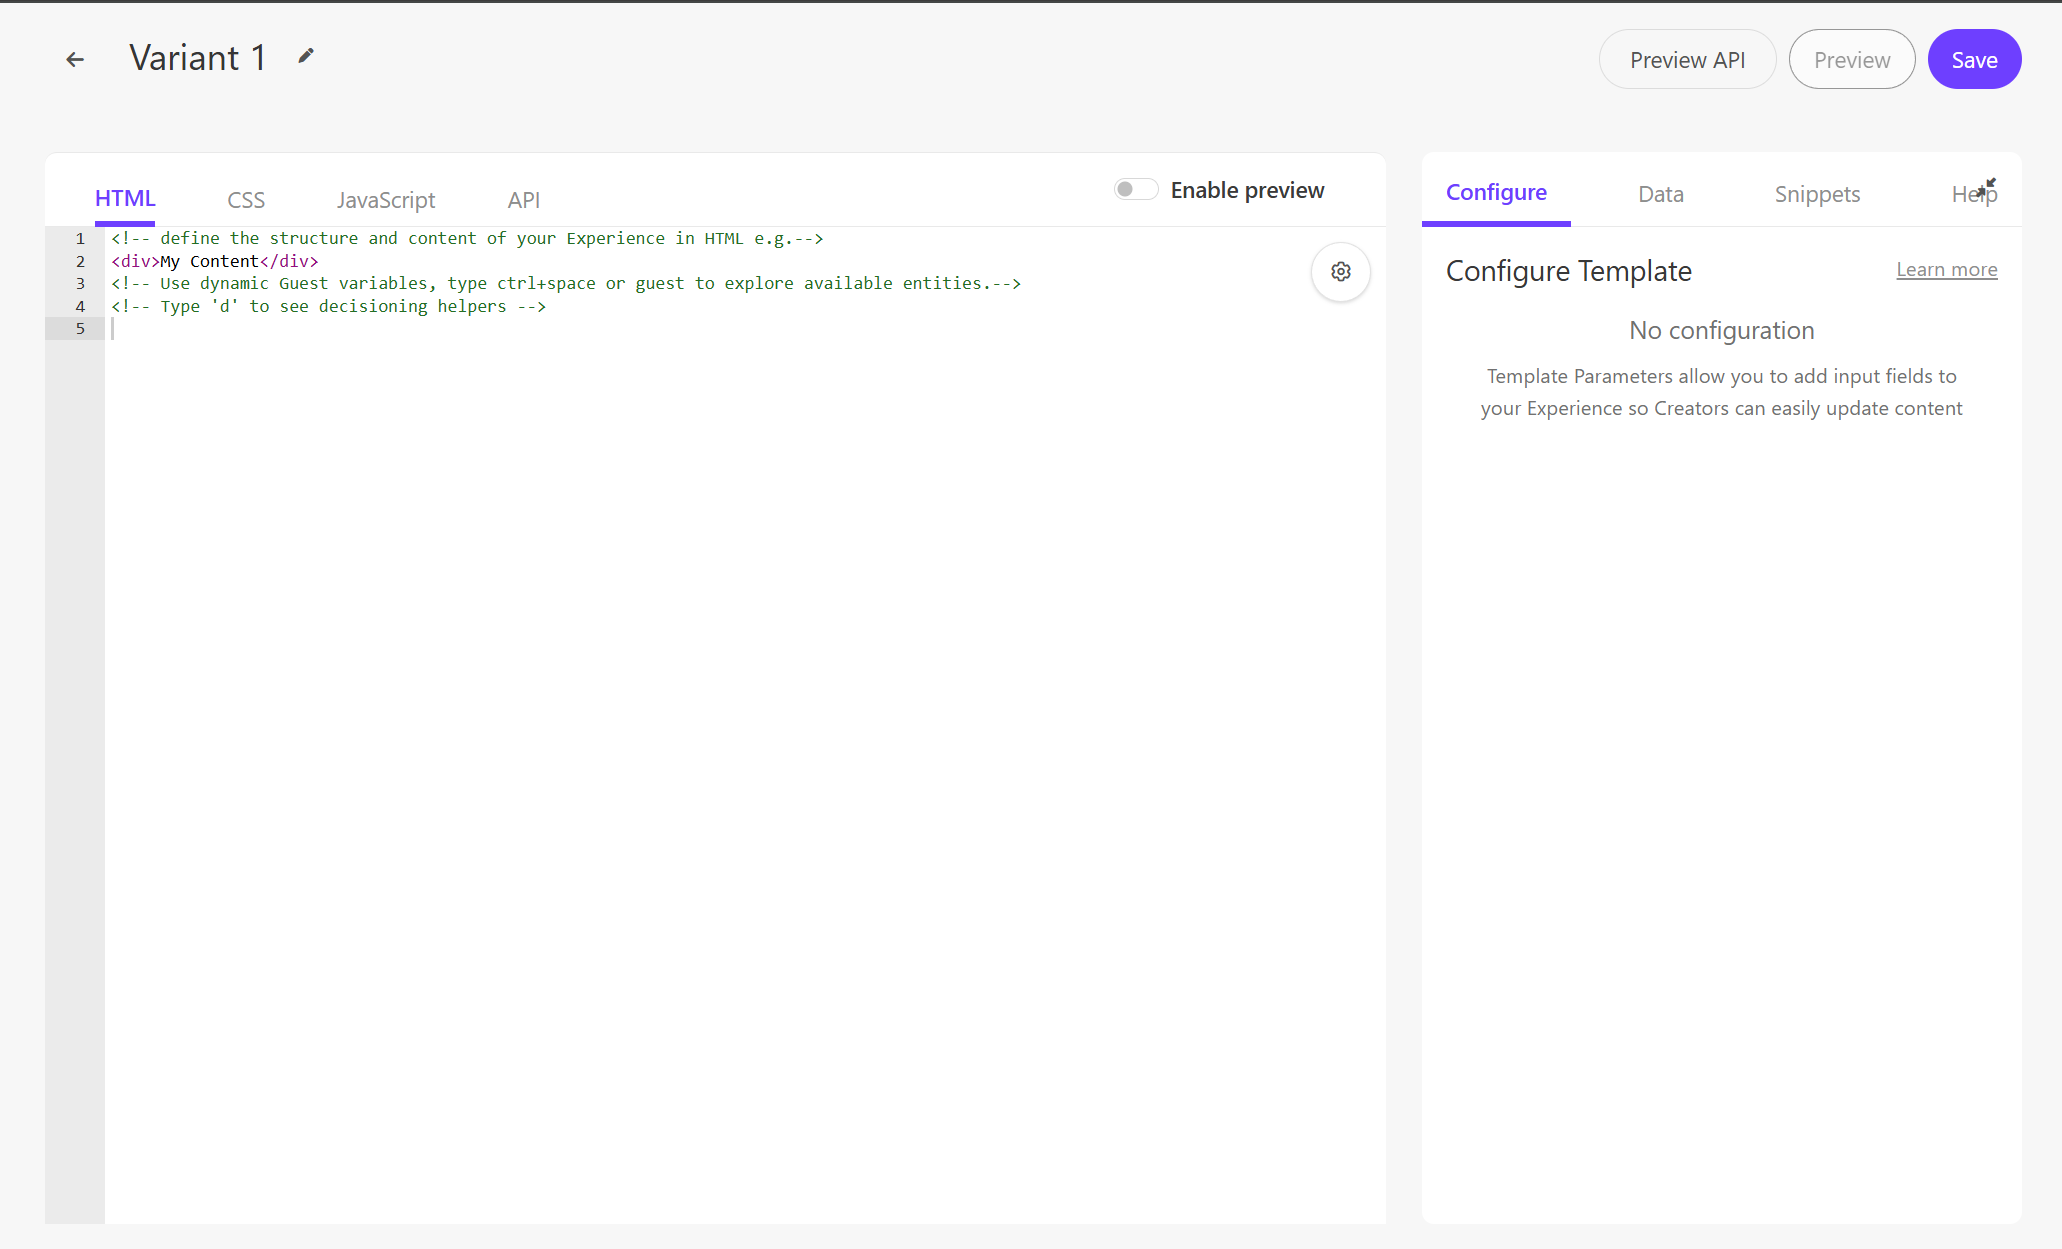 Variant 1
Preview API
Preview
Save
HTML
CSS
JavaScript
API
Enable preview
1 <!-- define the structure and content of your Experience in HTML e.g.-->
2 <div>My Content</div>
3 <!-- Use dynamic Guest variables, type ctrl+space or guest to explore available entities.-->
4 <!-- Type 'd' to see decisioning helpers -->
5
Configure
Data
Snippets
Help
Configure Template
Learn more
No configuration
Template Parameters allow you to add input fields to
your Experience so Creators can easily update content